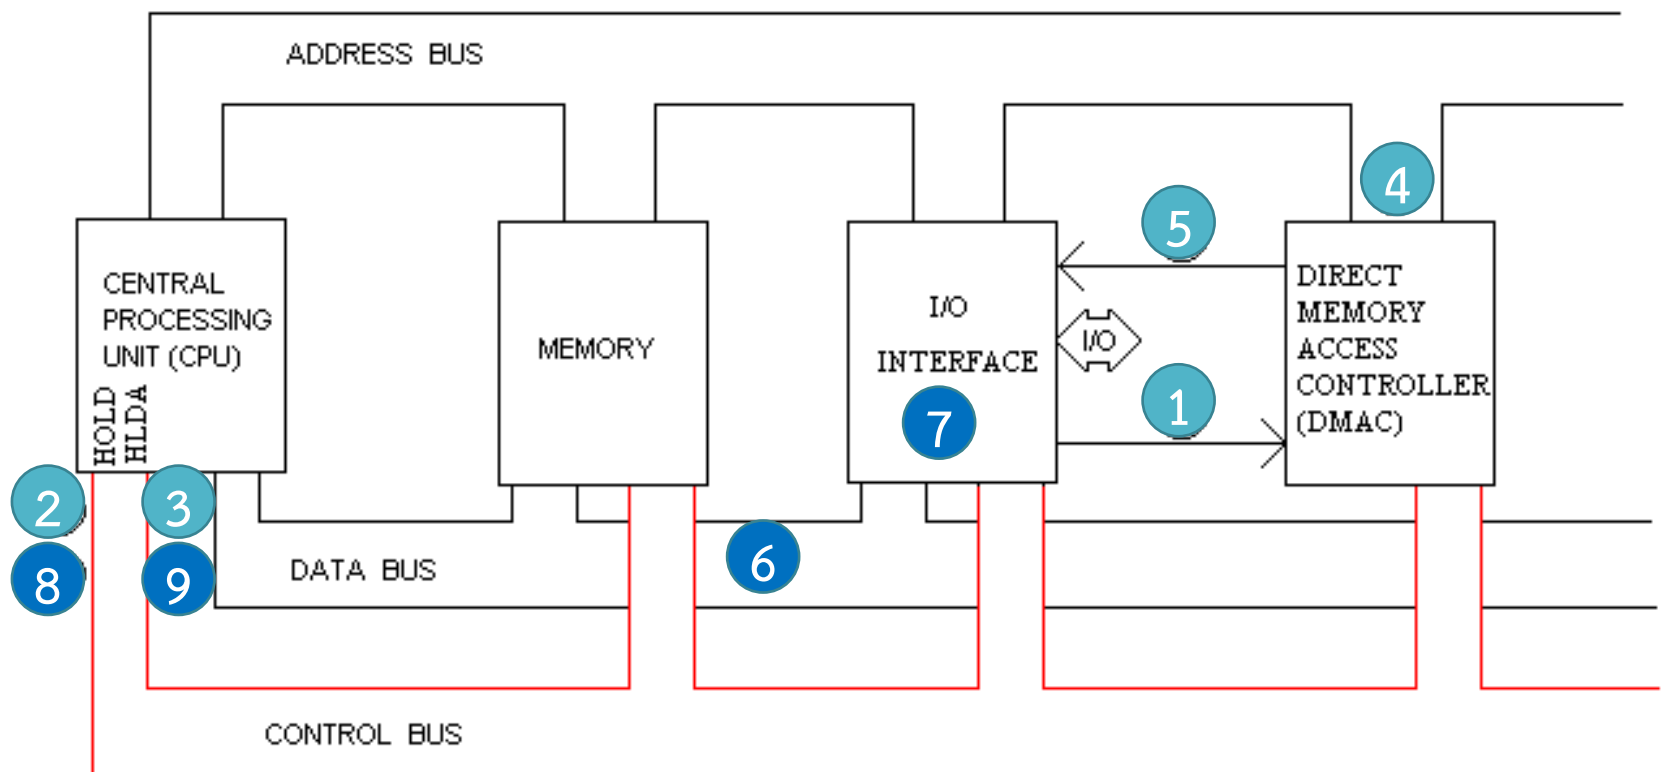 ADDRESS BUS
4
5
1
CENTRAL
PROCESSING
UNIT (CPU)
HOLD
HLDA
MEMORY
I/O
INTERFACE
7
I/O
DIRECT
MEMORY
ACCESS
CONTROLLER
(DMAC)
2
3
8
9
6
DATA BUS
CONTROL BUS